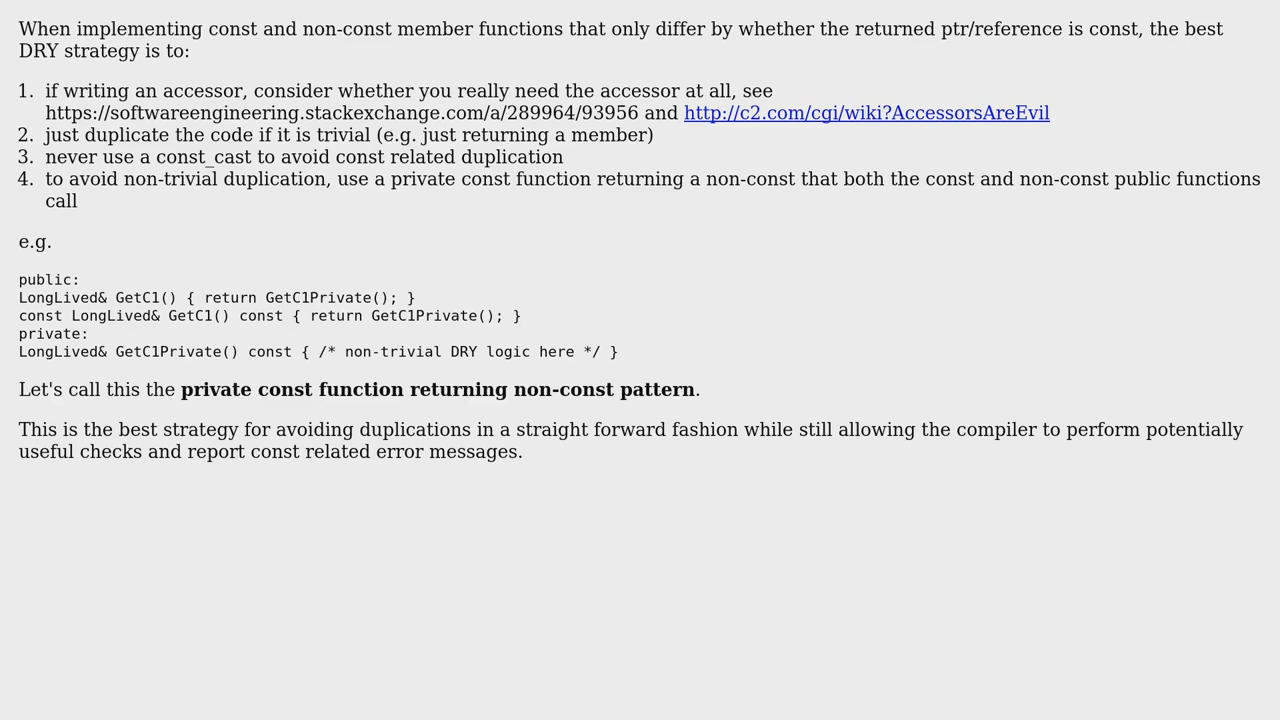 When implementing const and non-const member functions that only differ by whether the returned ptr/reference is const, the best
DRY strategy is to:
1. if writing an accessor, consider whether you really need the accessor at all, see
https://softwareengineering.stackexchange.com/a/289964/93956 and http://c2.com/cgi/wiki?AccessorsAreEvil
2. just duplicate the code if it is trivial (e.g. just returning a member)
3. never use a const_cast to avoid const related duplication
4. to avoid non-trivial duplication, use a private const function returning a non-const that both the const and non-const public functions
call
e.g.
public:
LongLived& GetC1() { return GetC1Private(); }
const LongLived& GetC1() const { return GetC1Private(); }
private:
LongLived& GetC1Private() const { /* non-trivial DRY logic here */ }
Let's call this the private const function returning non-const pattern.
This is the best strategy for avoiding duplications in a straight forward fashion while still allowing the compiler to perform potentially
useful checks and report const related error messages.